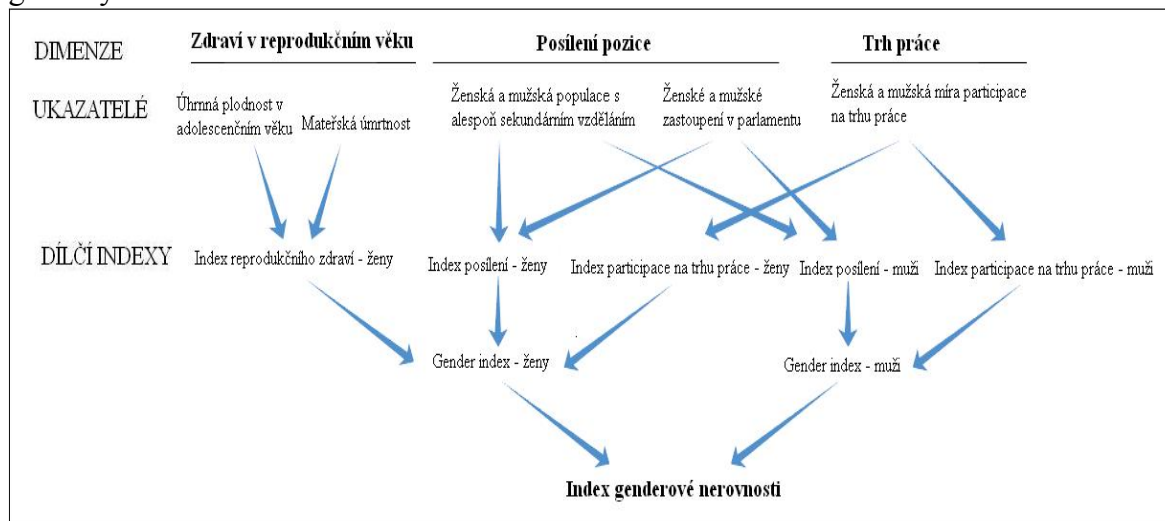 DIMENZE
Zdraví v reprodukčním věku
Posílení pozice
Trh práce
UKAZATELÉ
Úhrnná plodnost v
adolescenčním věku
Mateřská úmrtnost
Ženská a mužská populace s
alespoň sekundárním vzděláním
Ženské a mužské
zastoupení v parlamentu
Ženská a mužská míra participace
na trhu práce
DÍLČÍ INDEXY
Index reprodukčního zdraví - ženy
Index posílení - ženy
Index participace na trhu práce - ženy
Index posílení - muži
Index participace na trhu práce - muži
Gender index - ženy
Gender index - muži
Index genderové nerovnosti